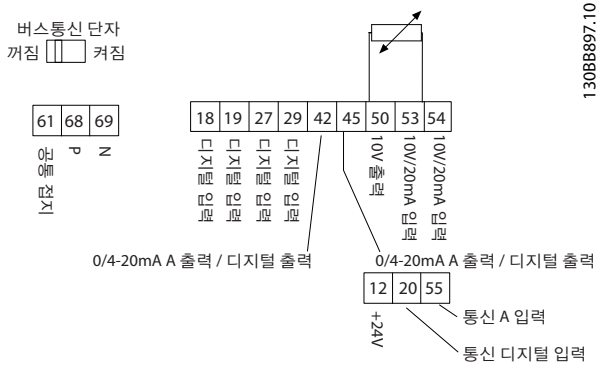 130BB897.10
버스통신 단자
꺼짐 켜짐
61 68 69
공통 접지
P
N
18 19 27 29 42 45 50 53 54
디지털 입력
디지털 입력
디지털 입력
디지털 입력
10V 출력
10V/20mA 입력
10V/20mA 입력
0/4-20mA A 출력 / 디지털 출력
0/4-20mA A 출력 / 디지털 출력
12 20 55
+24V
통신 A 입력
통신 디지털 입력